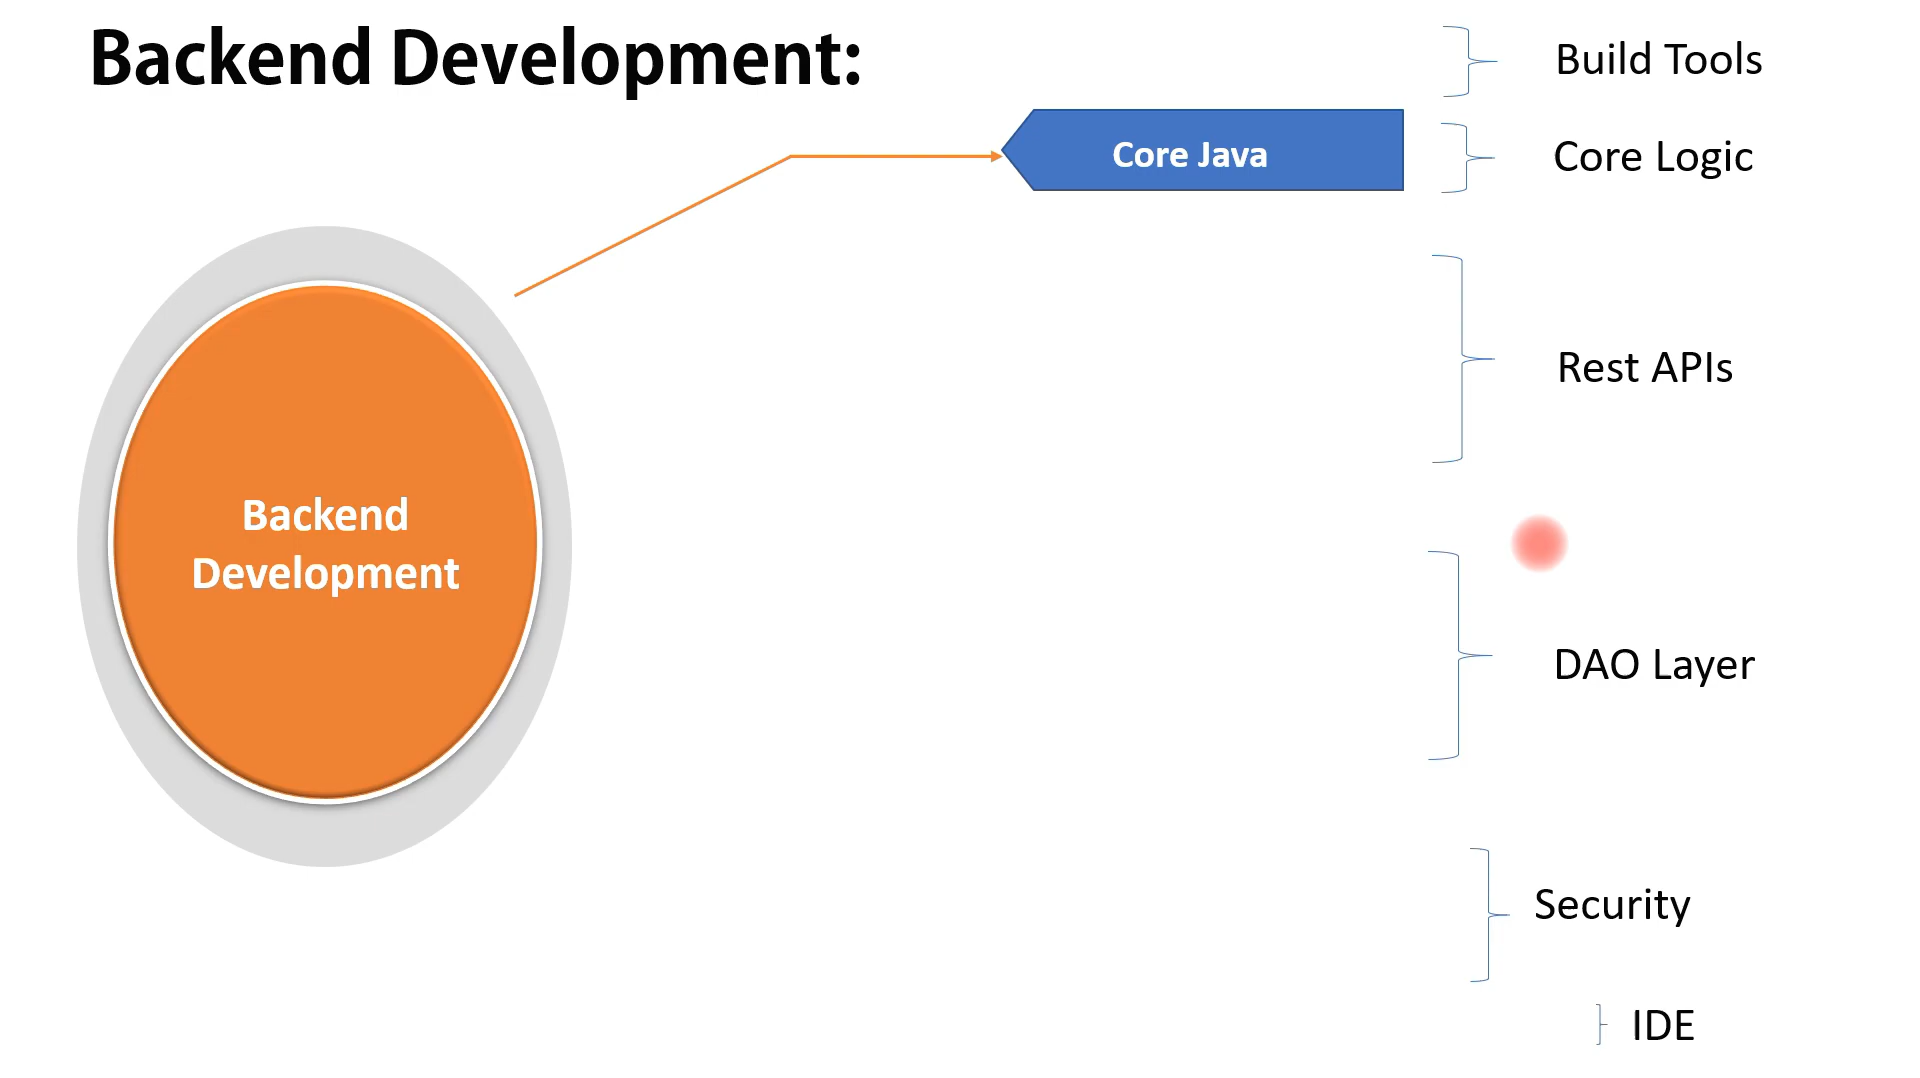 Backend Development:
Build Tools
Core Java
Core Logic
Rest APIs
Backend
Development
DAO Layer
Security
IDE